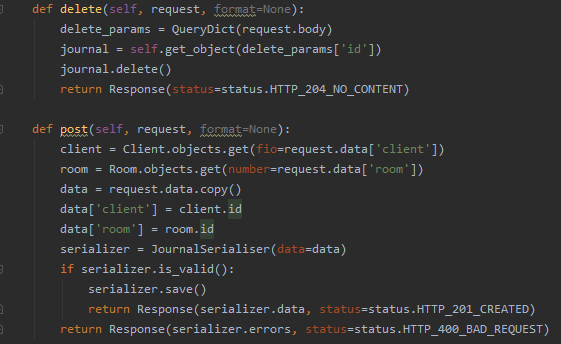 def delete(self, request, format=None):
    delete_params = QueryDict(request.body)
    journal = self.get_object(delete_params['id'])
    journal.delete()
    return Response(status=status.HTTP_204_NO_CONTENT)

def post(self, request, format=None):
    client = Client.objects.get(fio=request.data['client'])
    room = Room.objects.get(number=request.data['room'])
    data = request.data.copy()
    data['client'] = client.id
    data['room'] = room.id
    serializer = JournalSerialiser(data=data)
    if serializer.is_valid():
        serializer.save()
        return Response(serializer.data, status=status.HTTP_201_CREATED)
    return Response(serializer.errors, status=status.HTTP_400_BAD_REQUEST)